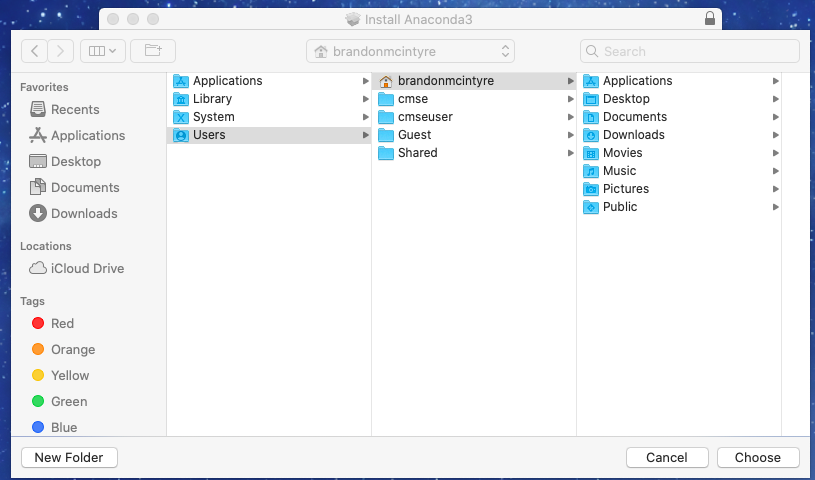 Install Anaconda3
brandonmcintyre
Search
Favorites
Recents
Applications
Desktop
Documents
Downloads
Locations
iCloud Drive
Tags
Red
Orange
Yellow
Green
Blue
Applications
Library
System
Users
brandonmcintyre
cmse
cmseuser
Guest
Shared
Applications
Desktop
Documents
Downloads
Movies
Music
Pictures
Public
New Folder
Cancel
Choose